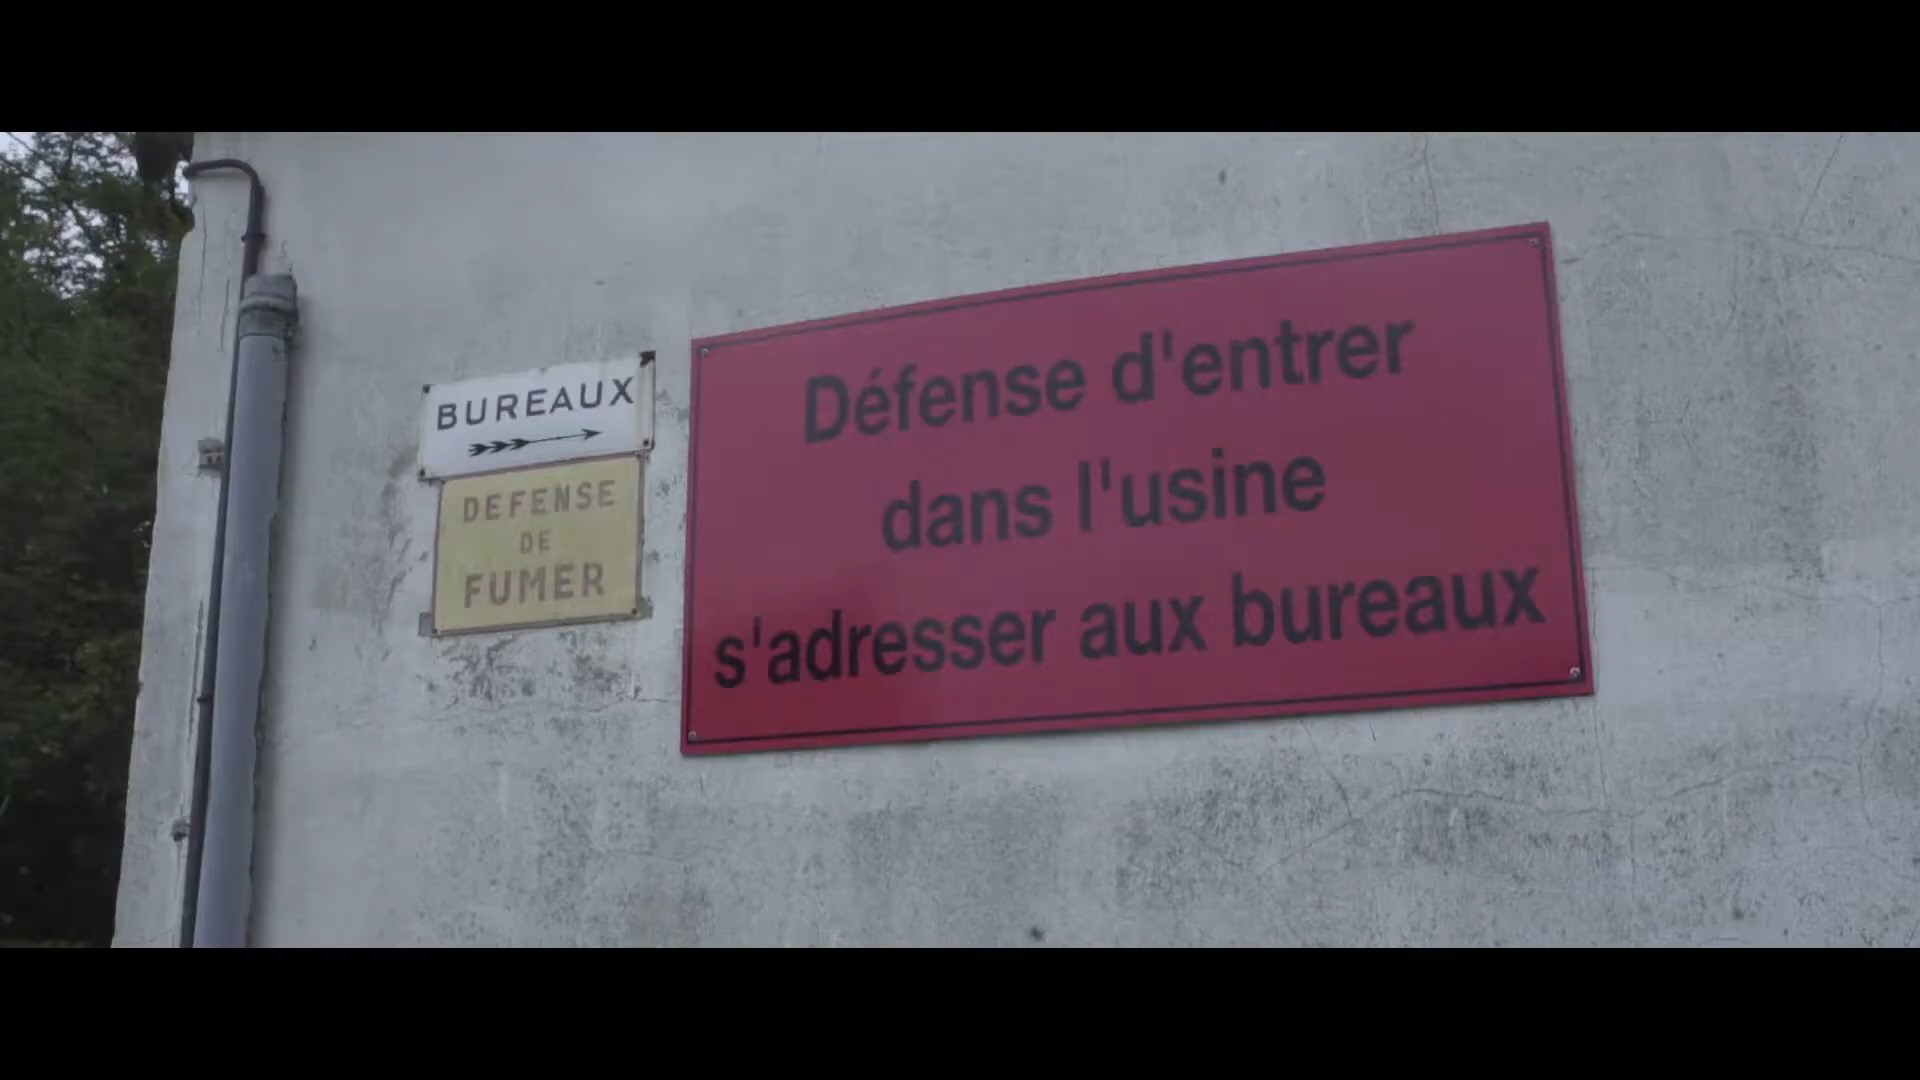 BUREAUX
DEFENSE
DE
FUMER
Défense d'entrer
dans l'usine
s'adresser aux bureaux